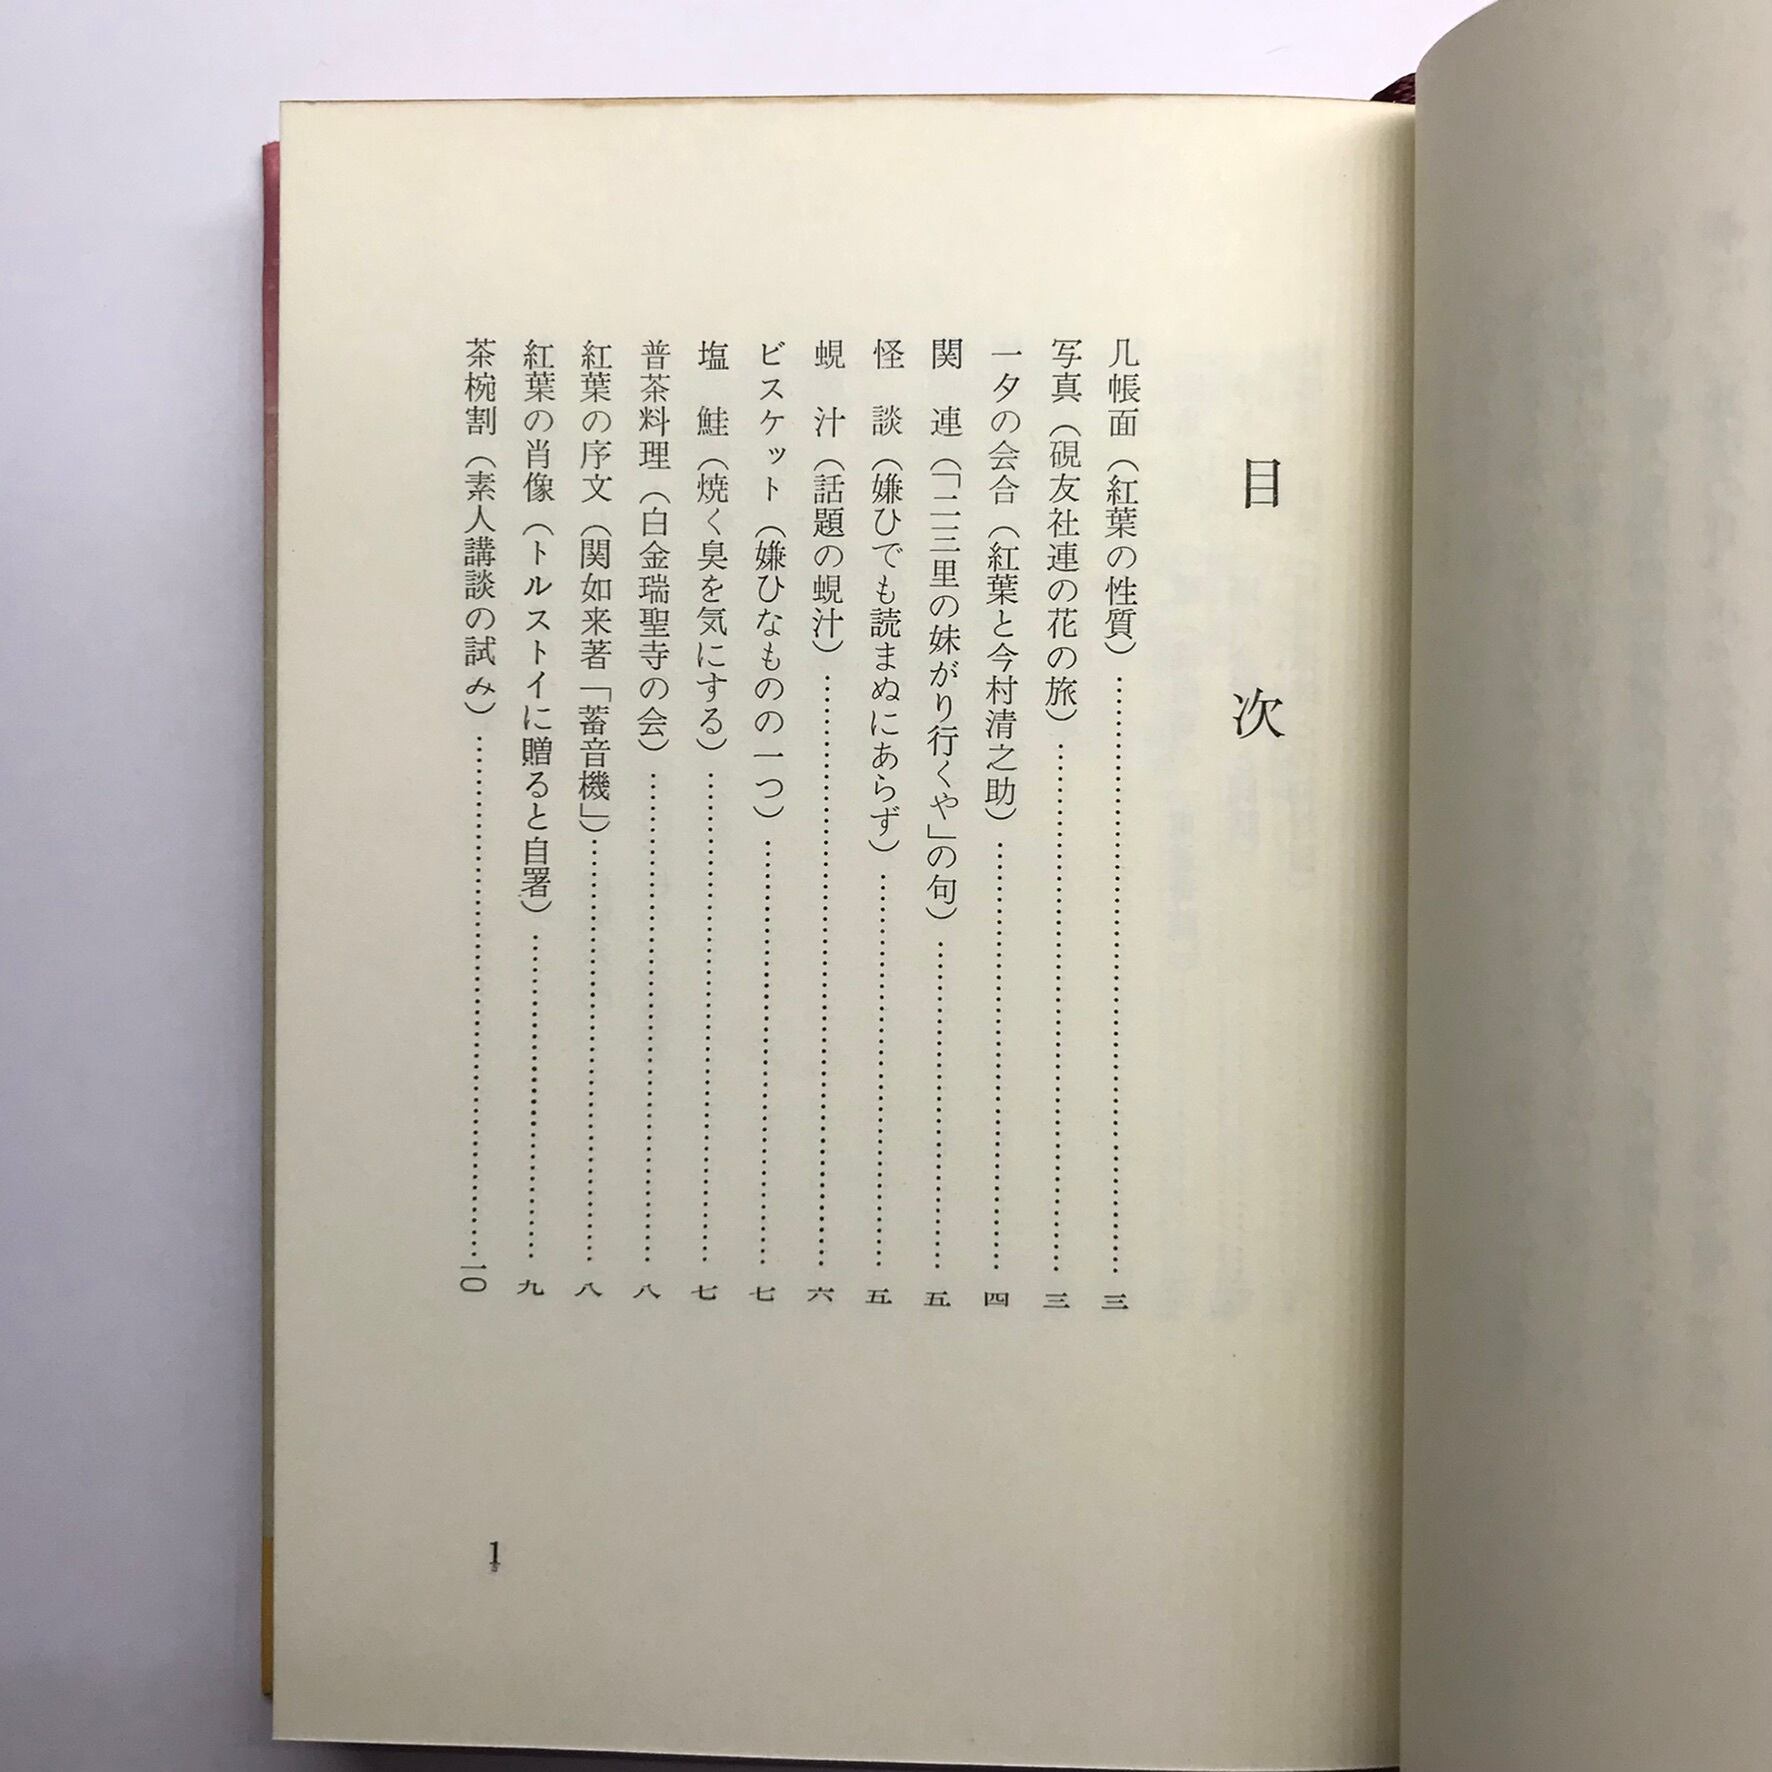 目次
几帳面（紅葉の性質）…………三
写真（硯友社連の花の旅）…………三
一夕の会合（紅葉と今村清之助）…………四
関連（「二三里の妹がり行くや」の句）…………五
怪談（嫌ひでも読まぬにあらず）…………五
蜆汁（話題の蜆汁）…………六
ビスケット（嫌ひなものの一つ）…………七
塩鮭（焼く臭を気にする）…………七
普茶料理（白金瑞聖寺の会）…………八
紅葉の序文（関如来著「蓄音機」）…………八
紅葉の肖像（トルストイに贈ると自署）…………九
茶椀割（素人講談の試み）…………一〇
1